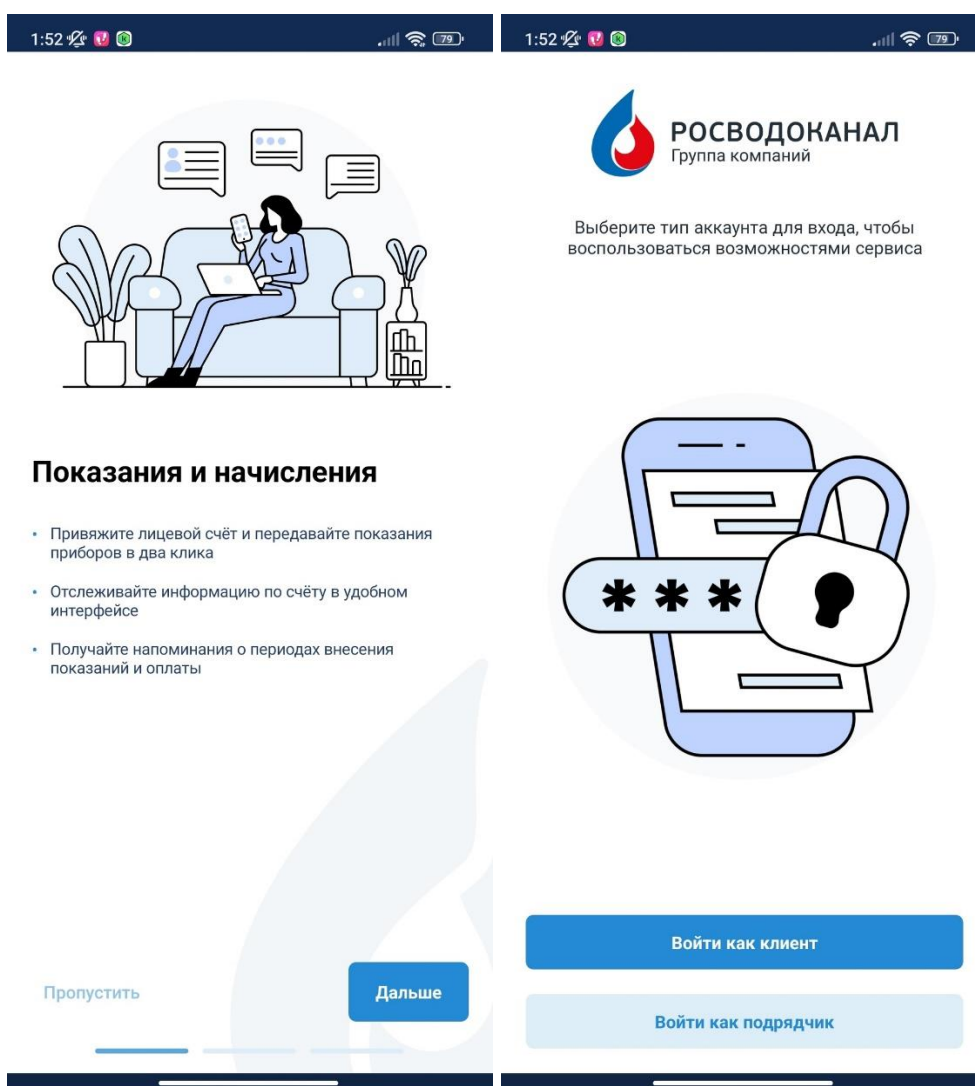 1:52
79
Показания и начисления
• Привяжите лицевой счёт и передавайте показания
приборов в два клика
• Отслеживайте информацию по счёту в удобном
интерфейсе
• Получайте напоминания о периодах внесения
показаний и оплаты
Пропустить
Дальше
1:52
79
РОСВОДОКАНАЛ
Группа компаний
Выберите тип аккаунта для входа, чтобы
воспользоваться возможностями сервиса
***
Войти как клиент
Войти как подрядчик